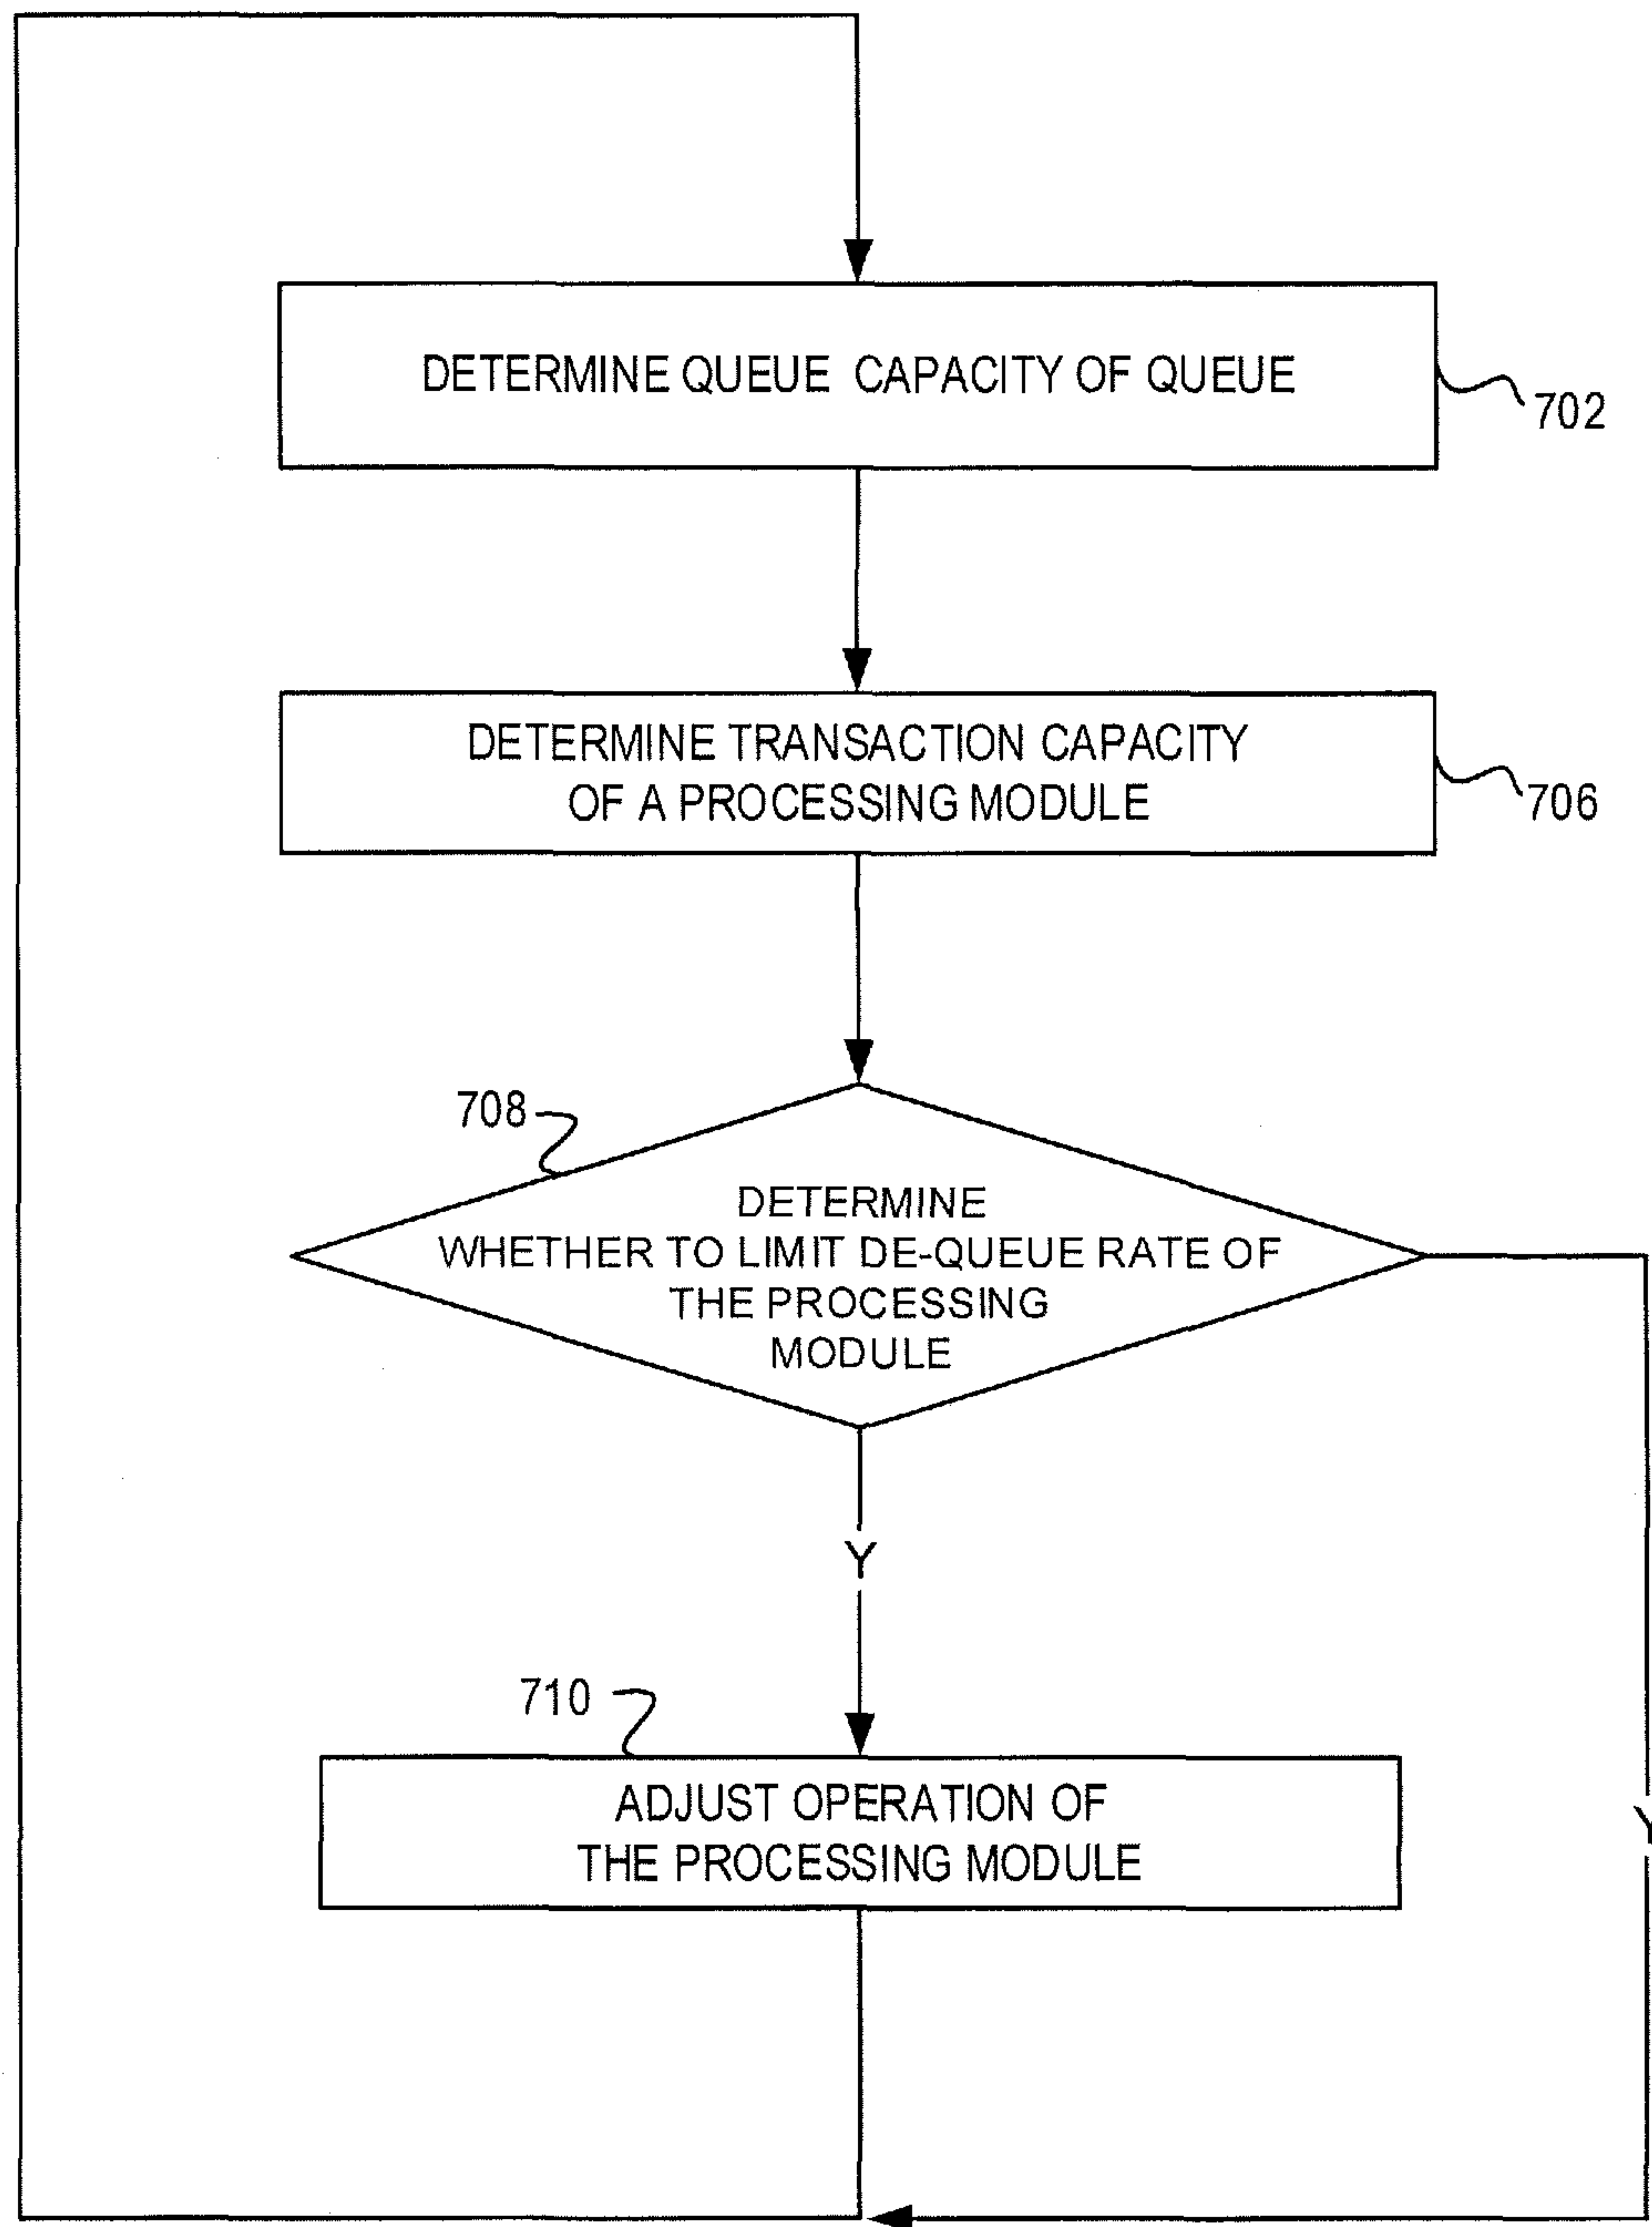 DETERMINE QUEUE CAPACITY OF QUEUE
702
DETERMINE TRANSACTION CAPACITY
OF A PROCESSING MODULE
706
708
DETERMINE
WHETHER TO LIMIT DE-QUEUE RATE OF
THE PROCESSING
MODULE
Y
710
ADJUST OPERATION OF
THE PROCESSING MODULE
Y